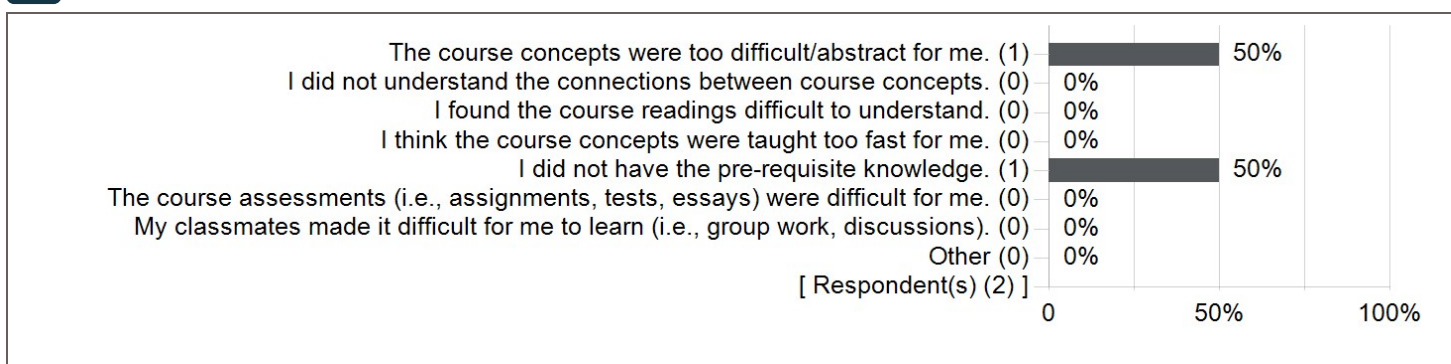 The course concepts were too difficult/abstract for me. (1) 50%
I did not understand the connections between course concepts. (0) 0%
I found the course readings difficult to understand. (0) 0%
I think the course concepts were taught too fast for me. (0) 0%
I did not have the pre-requisite knowledge. (1) 50%
The course assessments (i.e., assignments, tests, essays) were difficult for me. (0) 0%
My classmates made it difficult for me to learn (i.e., group work, discussions). (0) 0%
Other (0) 0%
[ Respondent(s) (2) ]
0 50% 100%